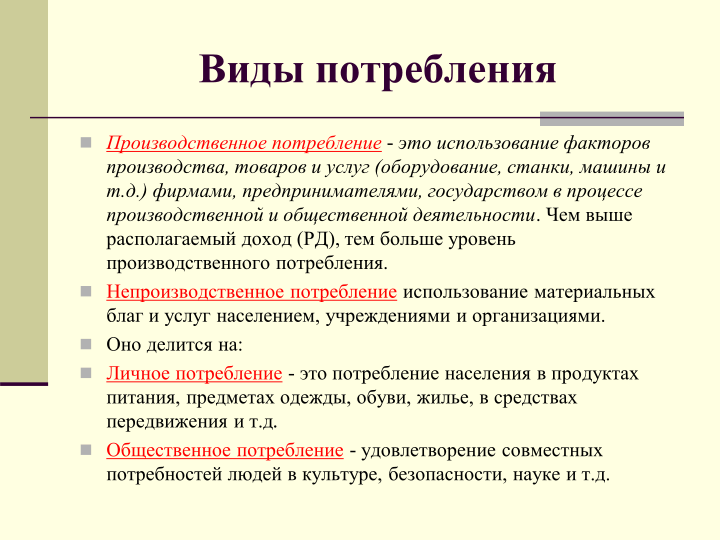 Виды потребления
Производственное потребление - это использование факторов
производства, товаров и услуг (оборудование, станки, машины и
т.д.) фирмами, предпринимателями, государством в процессе
производственной и общественной деятельности. Чем выше
располагаемый доход (РД), тем больше уровень
производственного потребления.
Непроизводственное потребление использование материальных
благ и услуг населением, учреждениями и организациями.
Оно делится на:
Личное потребление - это потребление населения в продуктах
питания, предметах одежды, обуви, жилье, в средствах
передвижения и т.д.
Общественное потребление - удовлетворение совместных
потребностей людей в культуре, безопасности, науке и т.д.